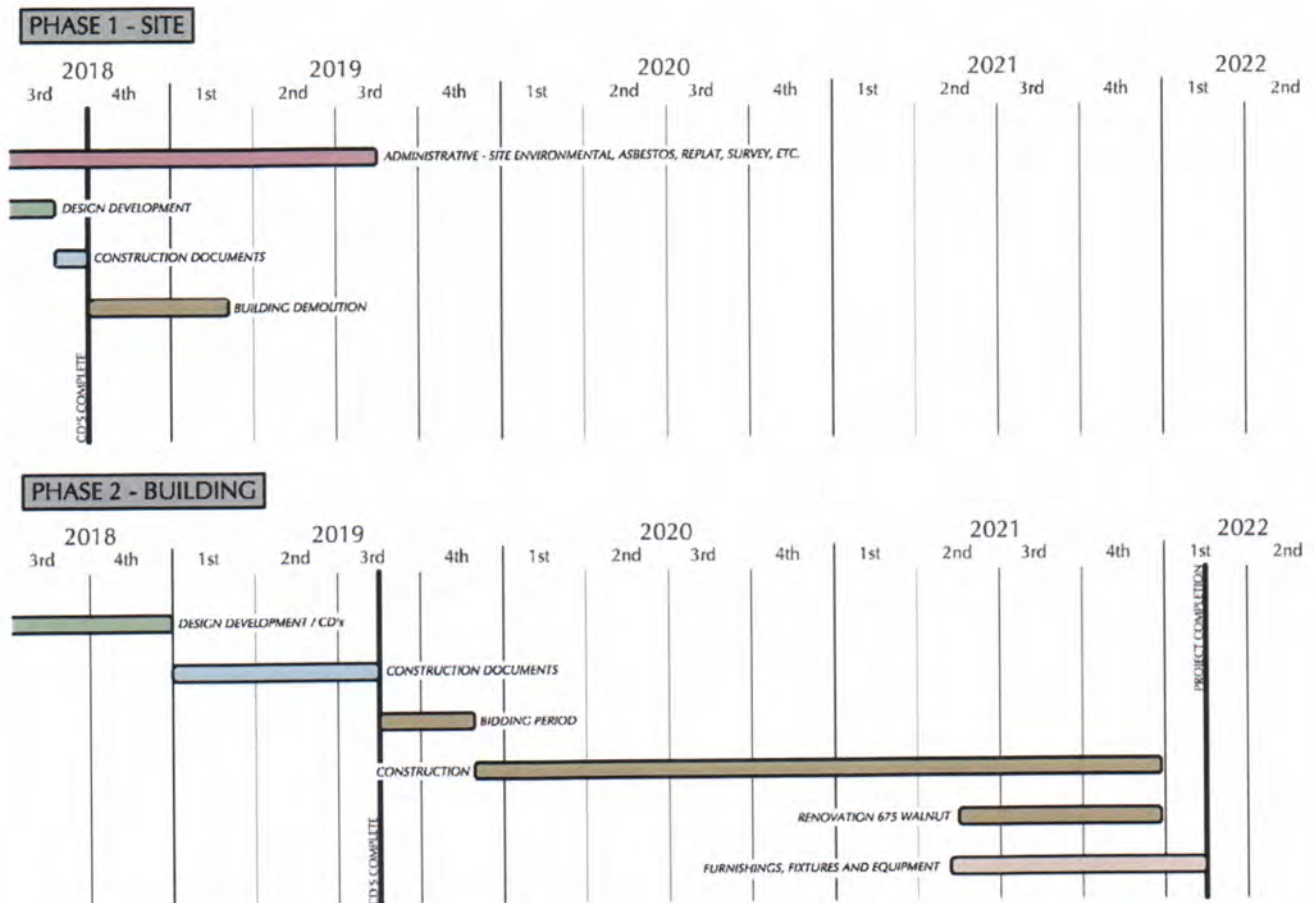 PHASE 1 - SITE
2018 2019 2020 2021 2022
3rd 4th 1st 2nd 3rd 4th 1st 2nd 3rd 4th 1st 2nd 3rd 4th 1st 2nd
ADMINISTRATIVE - SITE ENVIRONMENTAL, ASBESTOS, REPLAT, SURVEY, ETC.
DESIGN DEVELOPMENT
CONSTRUCTION DOCUMENTS
BUILDING DEMOLITION
CD'S COMPLETE
PHASE 2 - BUILDING
2018 2019 2020 2021 2022
3rd 4th 1st 2nd 3rd 4th 1st 2nd 3rd 4th 1st 2nd 3rd 4th 1st 2nd
PROJECT COMPLETION
DESIGN DEVELOPMENT / CD's
CONSTRUCTION DOCUMENTS
BIDDING PERIOD
CONSTRUCTION
RENOVATION 675 WALNUT
FURNISHINGS, FIXTURES AND EQUIPMENT
CD'S COMPLETE